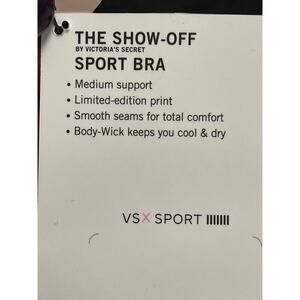 THE SHOW-OFF
BY VICTORIA'S SECRET
SPORT BRA
• Medium support
• Limited-edition print
• Smooth seams for total comfort
• Body-Wick keeps you cool & dry
VSX SPORT